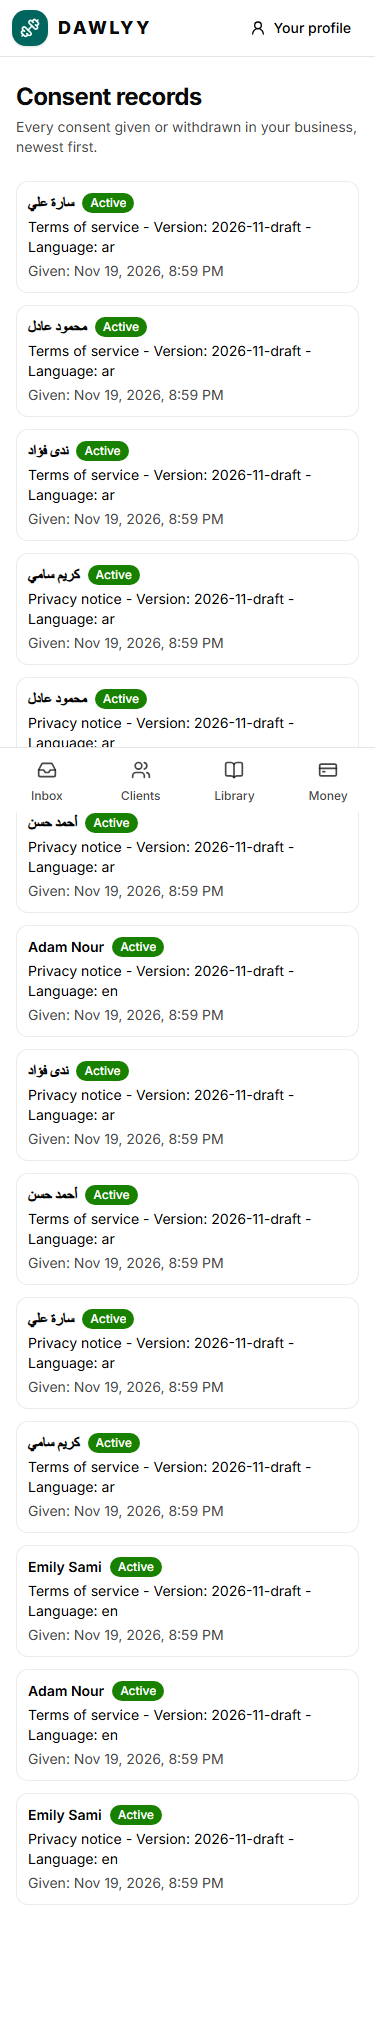 DAWLYY
Your profile
Consent records
Every consent given or withdrawn in your business,
newest first.
سارة علي Active
Terms of service - Version: 2026-11-draft -
Language: ar
Given: Nov 19, 2026, 8:59 PM
محمود عادل Active
Terms of service - Version: 2026-11-draft -
Language: ar
Given: Nov 19, 2026, 8:59 PM
ندى فؤاد Active
Terms of service - Version: 2026-11-draft -
Language: ar
Given: Nov 19, 2026, 8:59 PM
كريم سامي Active
Privacy notice - Version: 2026-11-draft -
Language: ar
Given: Nov 19, 2026, 8:59 PM
محمود عادل Active
Privacy notice - Version: 2026-11-draft -
Language: ar
Inbox Clients Library Money
أحمد حسن Active
Privacy notice - Version: 2026-11-draft -
Language: ar
Given: Nov 19, 2026, 8:59 PM
Adam Nour Active
Privacy notice - Version: 2026-11-draft -
Language: en
Given: Nov 19, 2026, 8:59 PM
ندى فؤاد Active
Privacy notice - Version: 2026-11-draft -
Language: ar
Given: Nov 19, 2026, 8:59 PM
أحمد حسن Active
Terms of service - Version: 2026-11-draft -
Language: ar
Given: Nov 19, 2026, 8:59 PM
سارة علي Active
Privacy notice - Version: 2026-11-draft -
Language: ar
Given: Nov 19, 2026, 8:59 PM
كريم سامي Active
Terms of service - Version: 2026-11-draft -
Language: ar
Given: Nov 19, 2026, 8:59 PM
Emily Sami Active
Terms of service - Version: 2026-11-draft -
Language: en
Given: Nov 19, 2026, 8:59 PM
Adam Nour Active
Terms of service - Version: 2026-11-draft -
Language: en
Given: Nov 19, 2026, 8:59 PM
Emily Sami Active
Privacy notice - Version: 2026-11-draft -
Language: en
Given: Nov 19, 2026, 8:59 PM